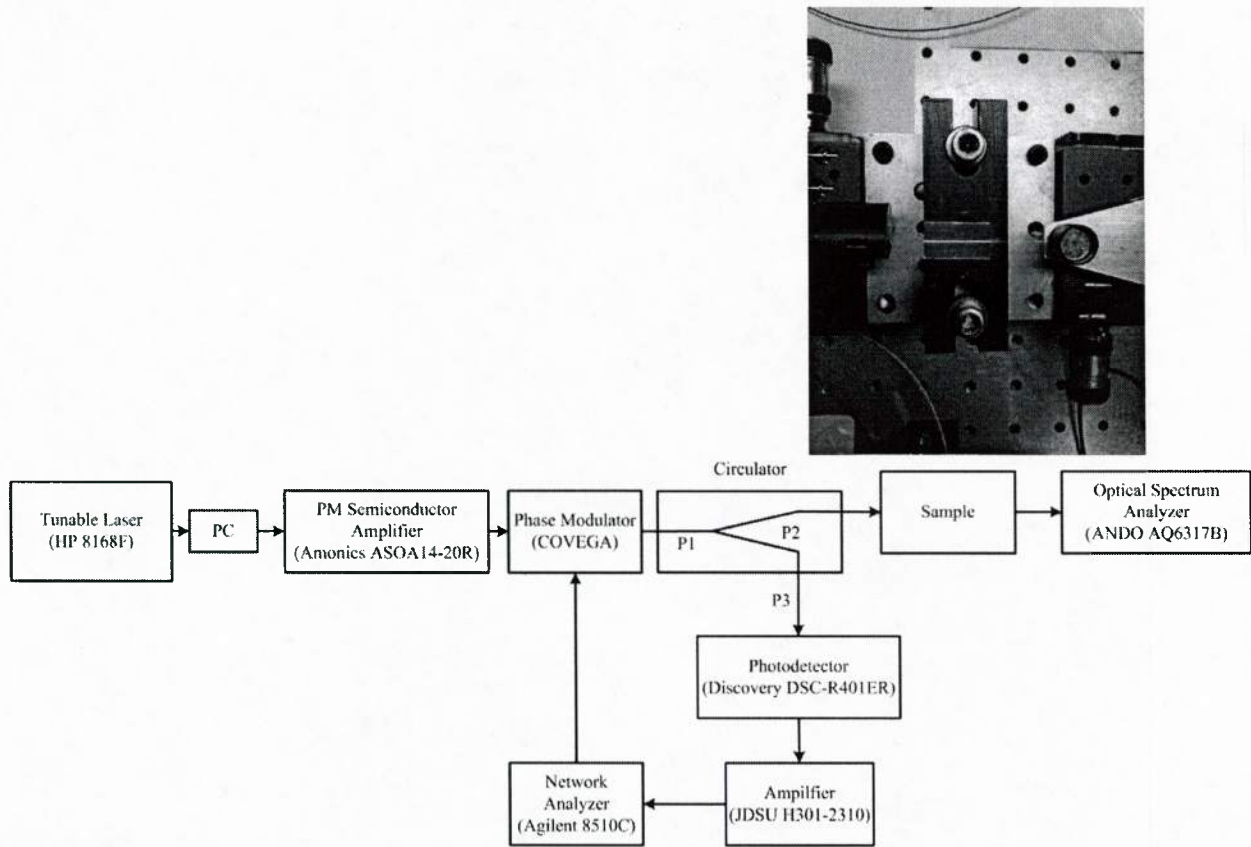 Circulator
Tunable Laser
(HP 8168F)
PC
PM Semiconductor
Amplifier
(Amonics ASOA14-20R)
Phase Modulator
(COVEGA)
P1
P2
P3
Sample
Optical Spectrum
Analyzer
(ANDO AQ6317B)
Photodetector
(Discovery DSC-R401ER)
Network
Analyzer
(Agilent 8510C)
Ampilfier
(JDSU H301-2310)